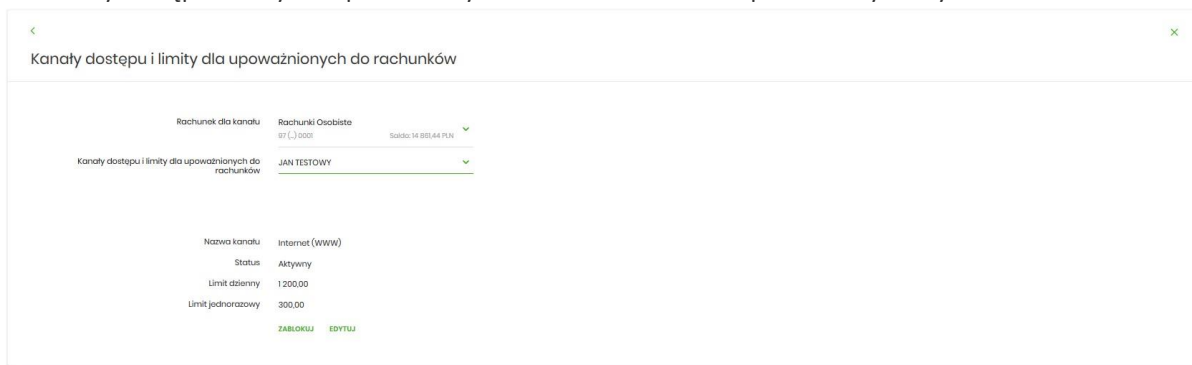 Kanały dostępu i limity dla upoważnionych do rachunków
Rachunek dla kanału
Rachunki Osobiste
97 (...) 0001 Saldo: 14 861,44 PLN
Kanały dostępu i limity dla upoważnionych do
rachunków
JAN TESTOWY
Nazwa kanału Internet (WWW)
Status Aktywny
Limit dzienny 1 200,00
Limit jednorazowy 300,00
ZABLOKUJ EDYTUJ